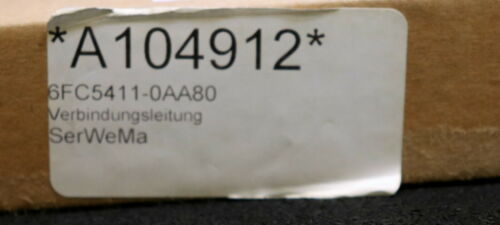 *A104912*
6FC5411-0AA80
Verbindungsleitung
SerWeMa